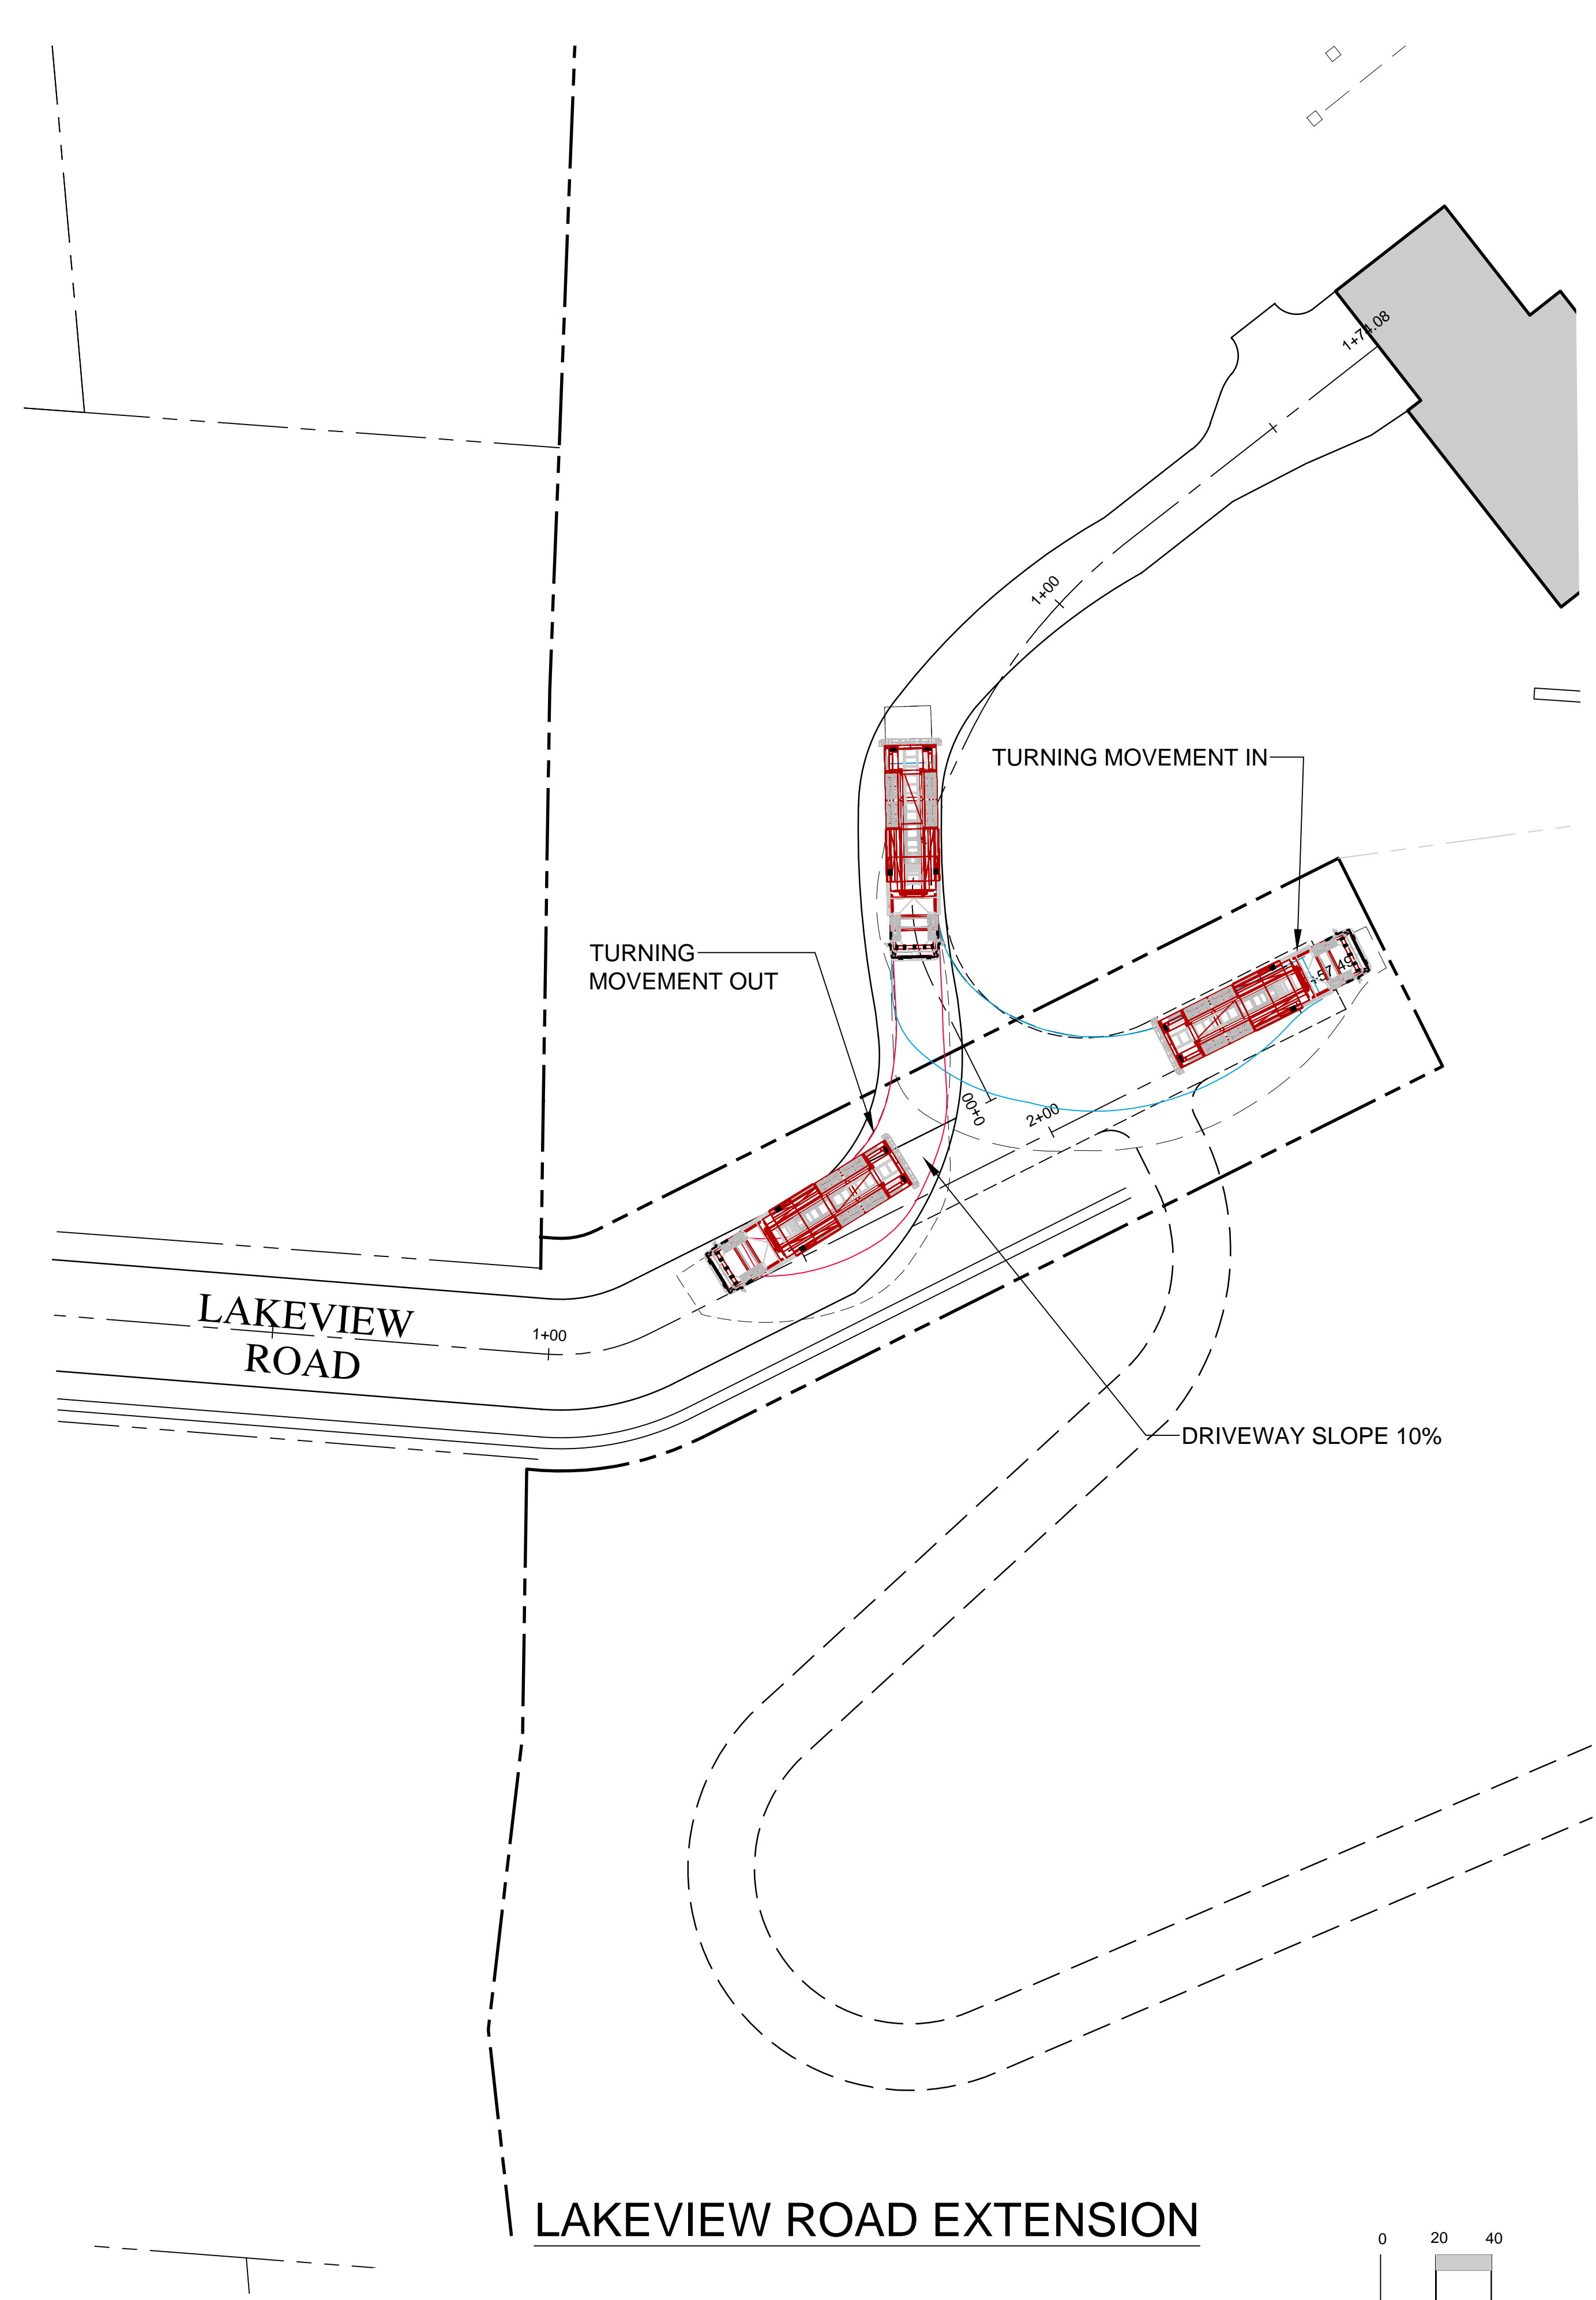 1+74.08
1+00
TURNING MOVEMENT IN
TURNING
MOVEMENT OUT
0+00
2+00
LAKEVIEW
ROAD
1+00
DRIVEWAY SLOPE 10%
LAKEVIEW ROAD EXTENSION
0 20 40